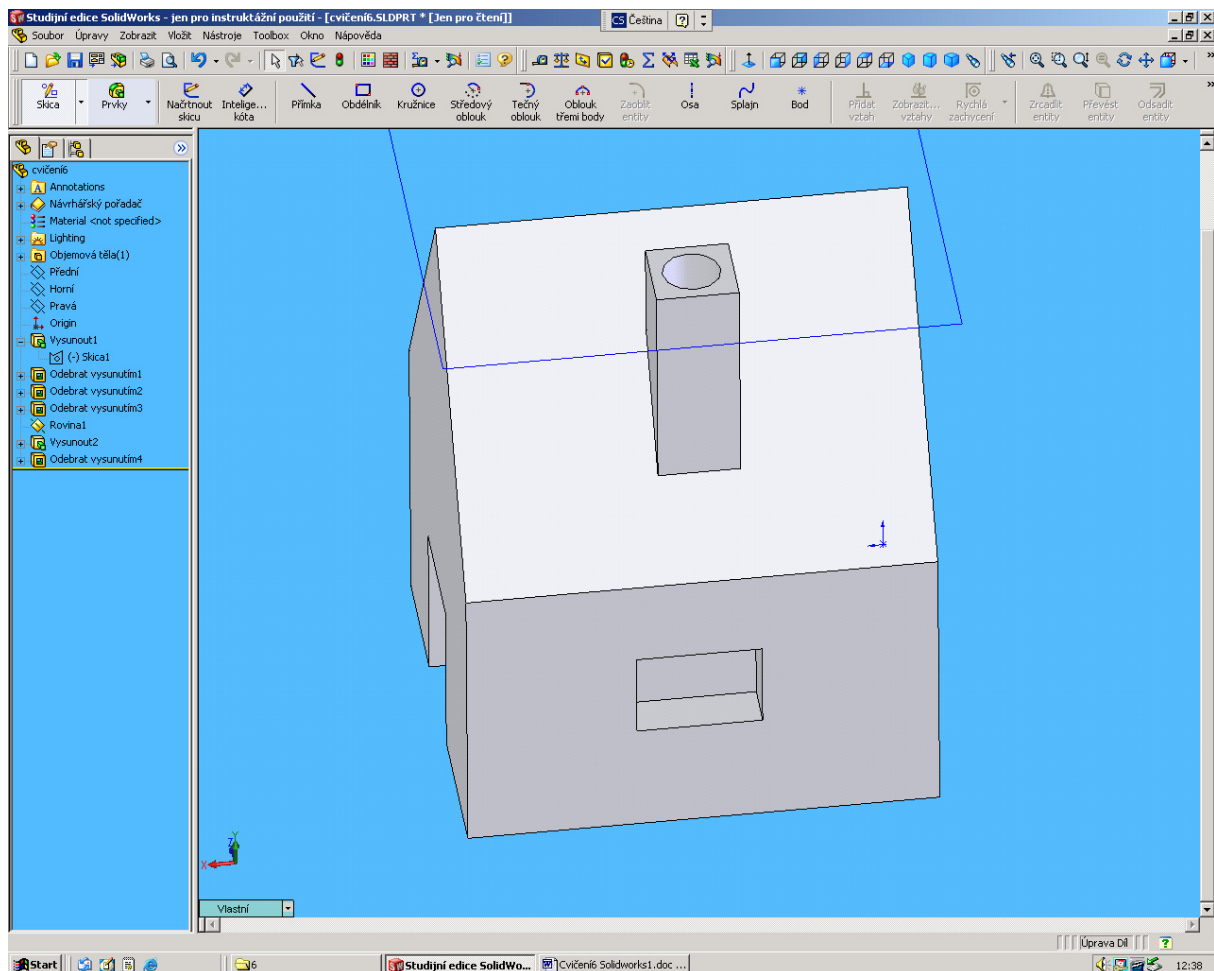 Studijní edice SolidWorks - jen pro instruktážní použití - [cvičení6.SLDPRT * [Jen pro čtení]]
CS Čeština
Soubor Úpravy Zobrazit Vložit Nástroje Toolbox Okno Nápověda
Skica Prvky Načrtnout skicu Intelige... kóta Přímka Obdélník Kružnice Středový oblouk Tečný oblouk Oblouk třemi body Zaoblit entity Osa Splajn Bod Přidat vztah Zobrazit... vztahy Rychlá zachycení Zrcadlit entity Převést entity Odsadit entity
cvičení6
Annotations
Návrhářský pořadač
Material <not specified>
Lighting
Objemová těla(1)
Přední
Horní
Pravá
Origin
Vysunout1
(-) Skica1
Odebrat vysunutím1
Odebrat vysunutím2
Odebrat vysunutím3
Rovina1
Vysunout2
Odebrat vysunutím4
Y
Z
X
Vlastní
Úprava Díl
Start 6 Studijní edice SolidWo... Cvičení6 Solidworks1.doc ... 12:38